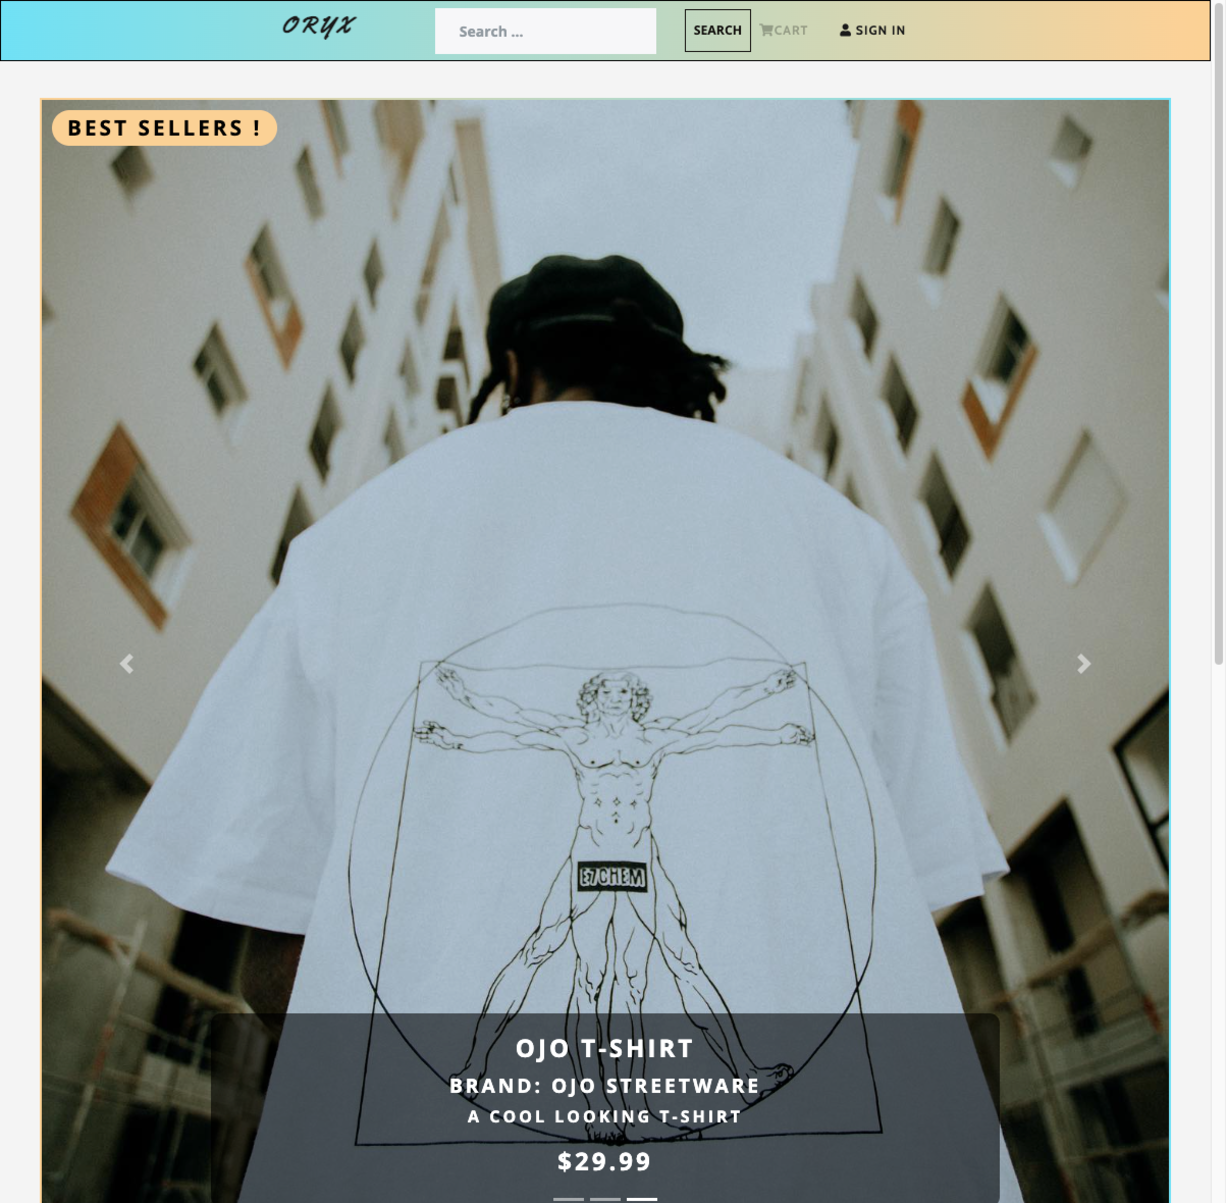 ORYX
Search ...
SEARCH
CART
SIGN IN
BEST SELLERS !
E7CHEM
OJO T-SHIRT
BRAND: OJO STREETWARE
A COOL LOOKING T-SHIRT
$29.99